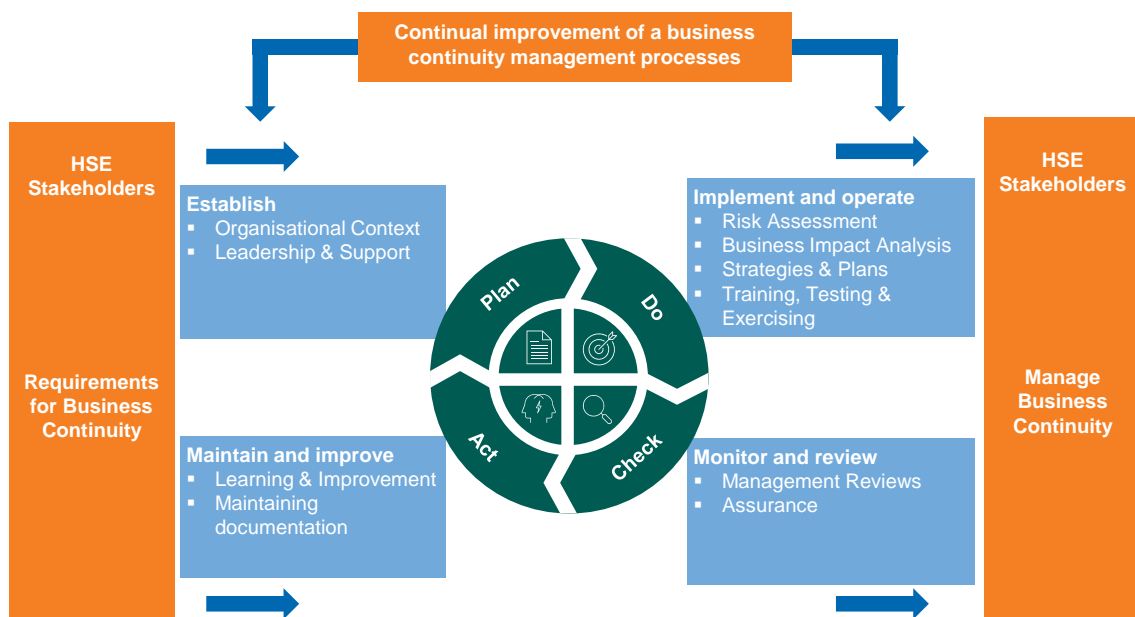 Continual improvement of a business
continuity management processes
HSE
Stakeholders
Requirements
for Business
Continuity
Establish
▪ Organisational Context
▪ Leadership & Support
Maintain and improve
▪ Learning & Improvement
▪ Maintaining
documentation
Plan
Do
Act
Check
Implement and operate
▪ Risk Assessment
▪ Business Impact Analysis
▪ Strategies & Plans
▪ Training, Testing &
Exercising
Monitor and review
▪ Management Reviews
▪ Assurance
HSE
Stakeholders
Manage
Business
Continuity